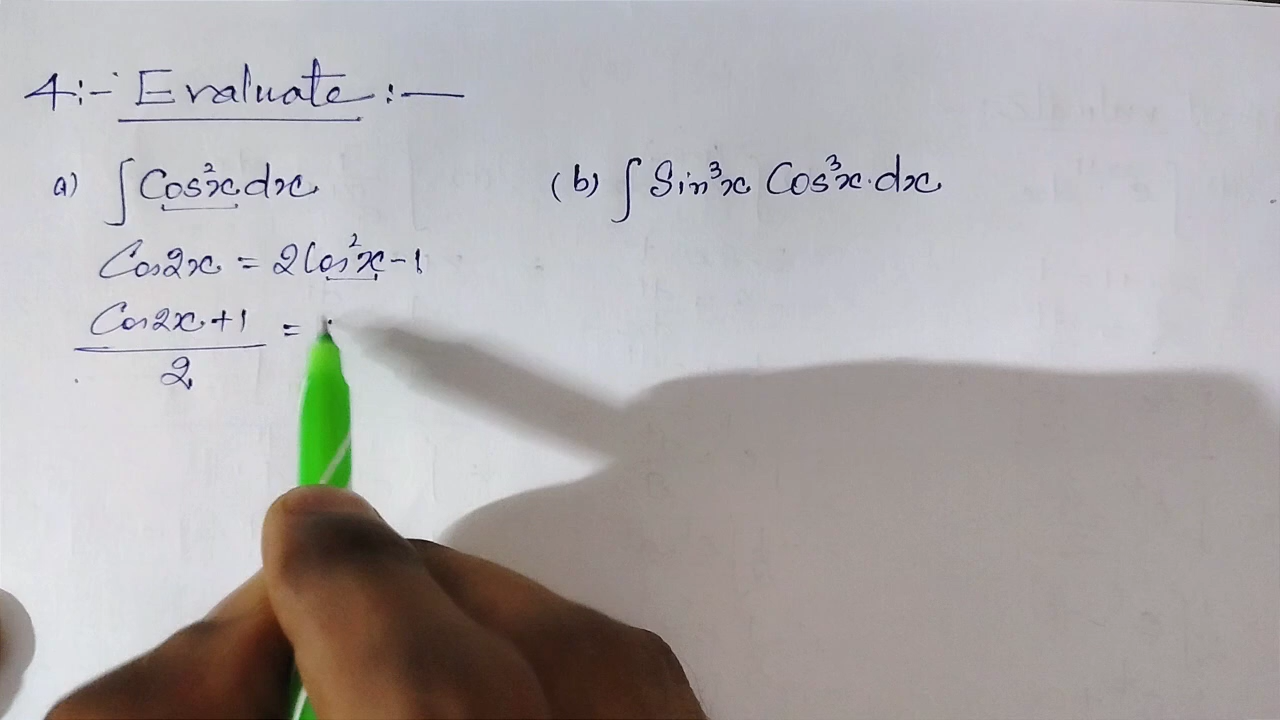 4:- Evaluate :—
a) ∫ Cos²x dx
(b) ∫ Sin³x Cos³x.dx
Cos2x = 2Cos²x-1
Cos2x+1 =
2